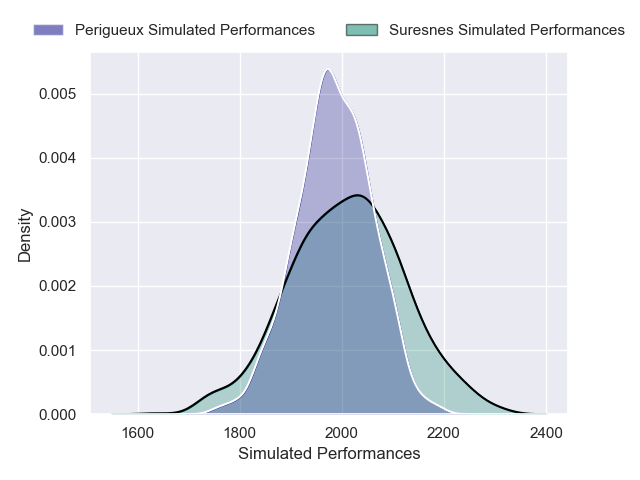 Perigueux Simulated Performances
Suresnes Simulated Performances
0.005
0.004
0.003
0.002
0.001
0.000
Density
1600 1800 2000 2200 2400
Simulated Performances